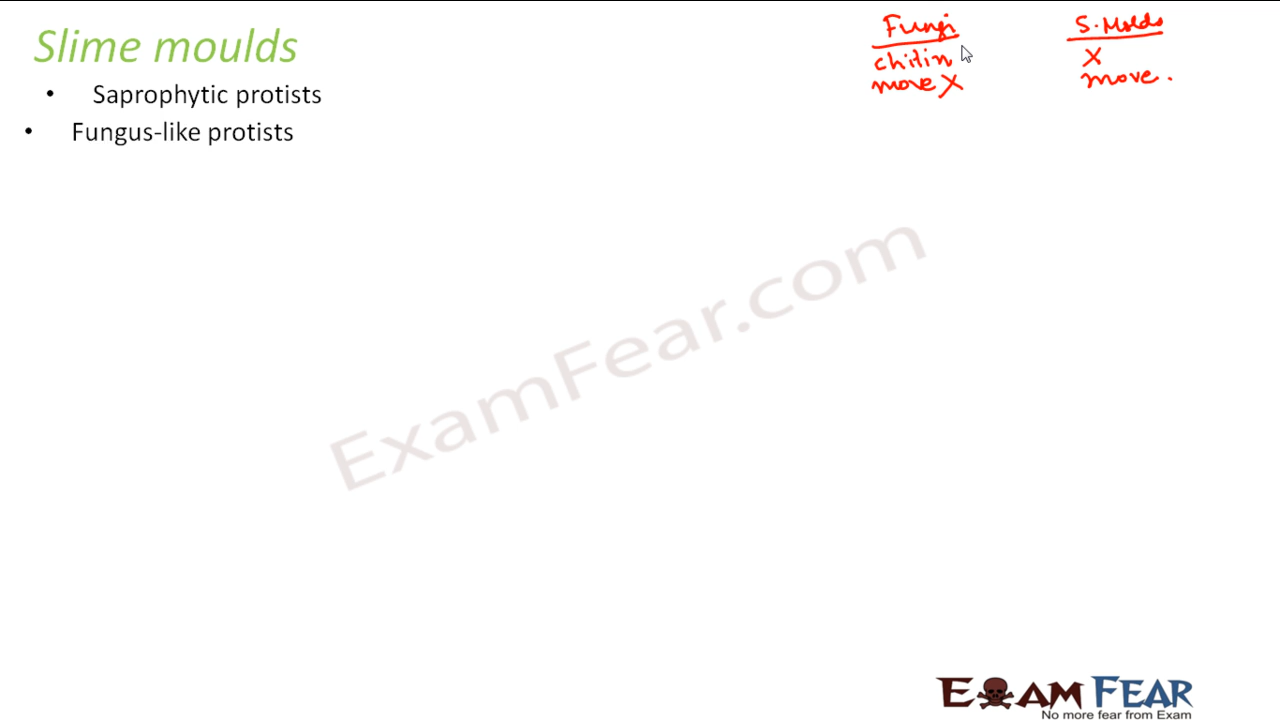 Slime moulds
• Saprophytic protists
• Fungus-like protists
Fungi
chitin
move X
S. Molds
X
move.
ExamFear.com
EXAM FEAR
No more fear from Exam